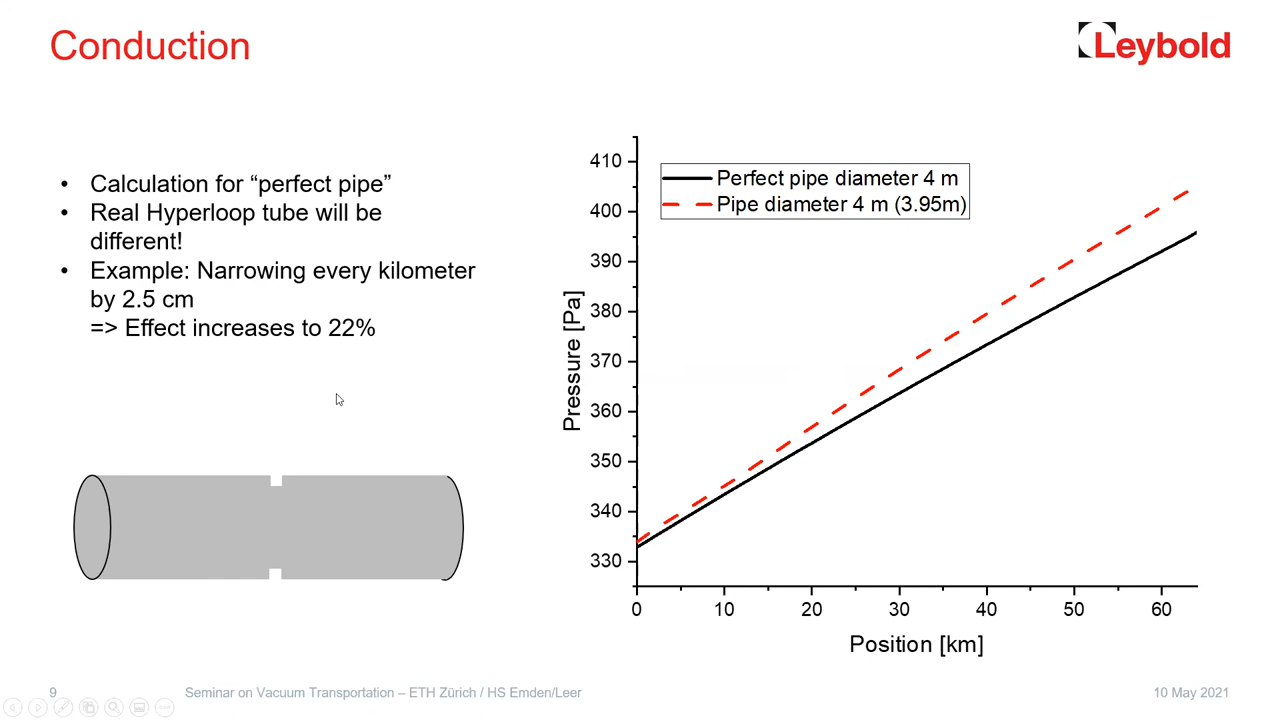 Conduction
Leybold
• Calculation for “perfect pipe”
• Real Hyperloop tube will be
different!
• Example: Narrowing every kilometer
by 2.5 cm
=> Effect increases to 22%
Perfect pipe diameter 4 m
Pipe diameter 4 m (3.95m)
Pressure [Pa]
410
400
390
380
370
360
350
340
330
0 10 20 30 40 50 60
Position [km]
9 Seminar on Vacuum Transportation – ETH Zürich / HS Emden/Leer 10 May 2021